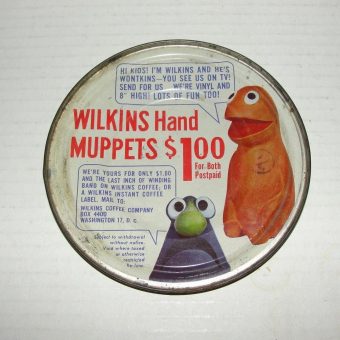 HI KIDS! I'M WILKINS AND HE'S
WONTKINS—YOU SEE US ON TV!
SEND FOR US... WE'RE VINYL AND
8" HIGH! LOTS OF FUN TOO!
WILKINS Hand
MUPPETS $1.00
For Both
Postpaid
WE'RE YOURS FOR ONLY $1.00
AND THE LAST INCH OF WINDING
BAND ON WILKINS COFFEE; OR
A WILKINS INSTANT COFFEE
LABEL. MAIL TO:
WILKINS COFFEE COMPANY
BOX 4400
WASHINGTON 17, D. C.
Subject to withdrawal
without notice.
Void where taxed
or otherwise
restricted
by law.